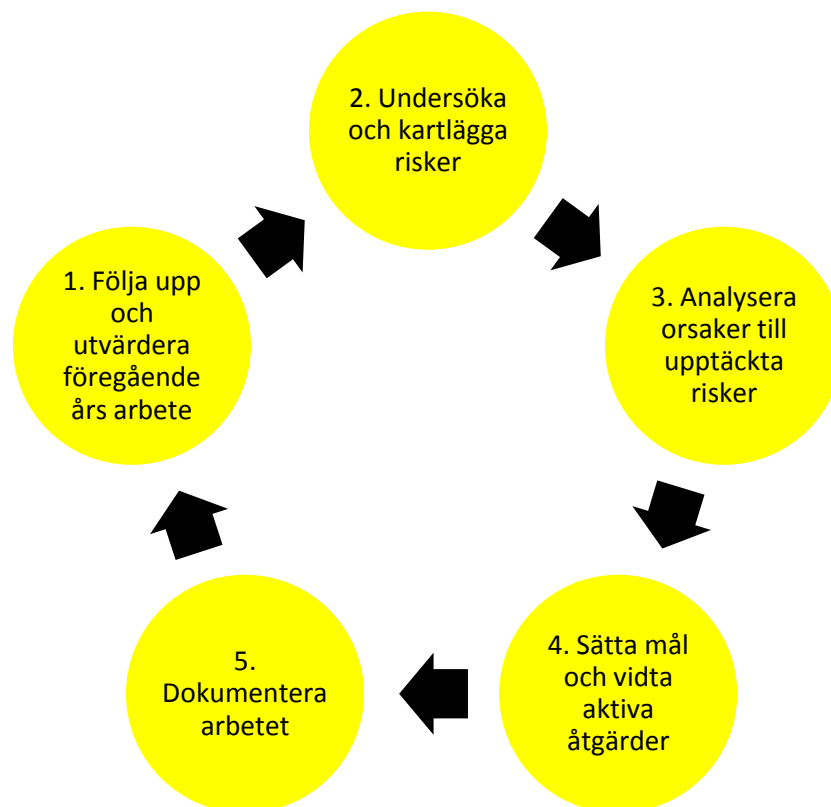 1. Följa upp
och
utvärdera
föregående
års arbete
2. Undersöka
och kartlägga
risker
3. Analysera
orsaker till
upptäckta
risker
4. Sätta mål
och vidta
aktiva
åtgärder
5.
Dokumentera
arbetet